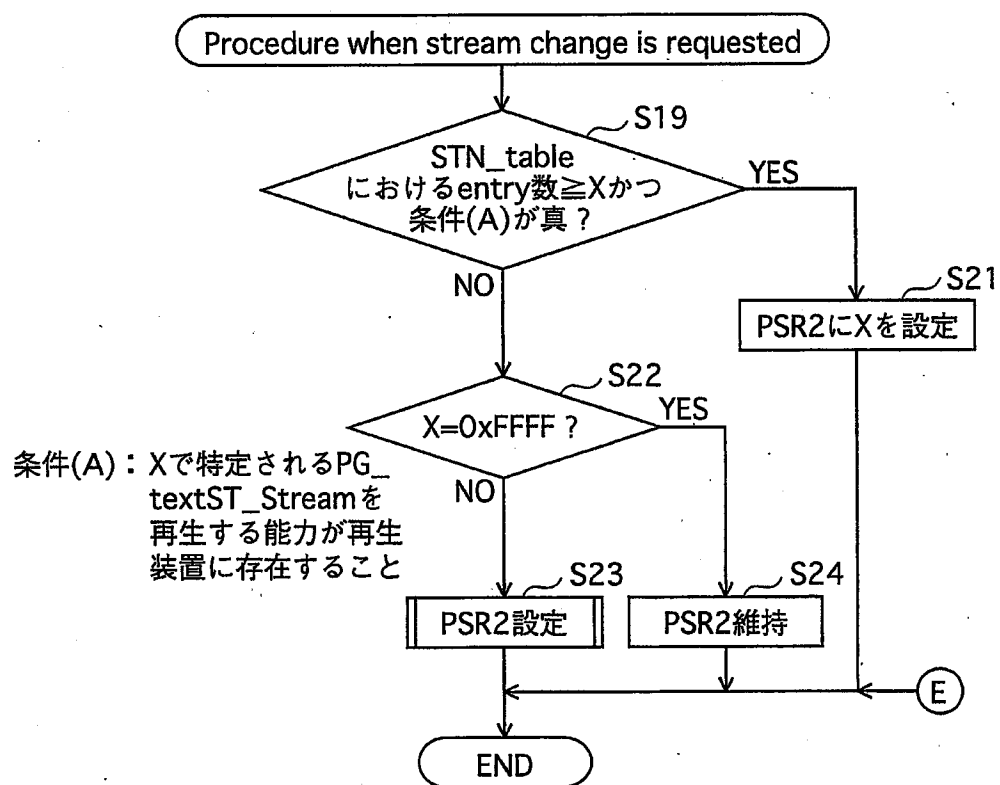 Procedure when stream change is requested
S19
STN_table
におけるentry数≧Xかつ
条件(A)が真？
YES
NO
S21
PSR2にXを設定
S22
X=0xFFFF？
YES
NO
条件(A)：Xで特定されるPG_
textST_Streamを
再生する能力が再生
装置に存在すること
S23
PSR2設定
S24
PSR2維持
E
END